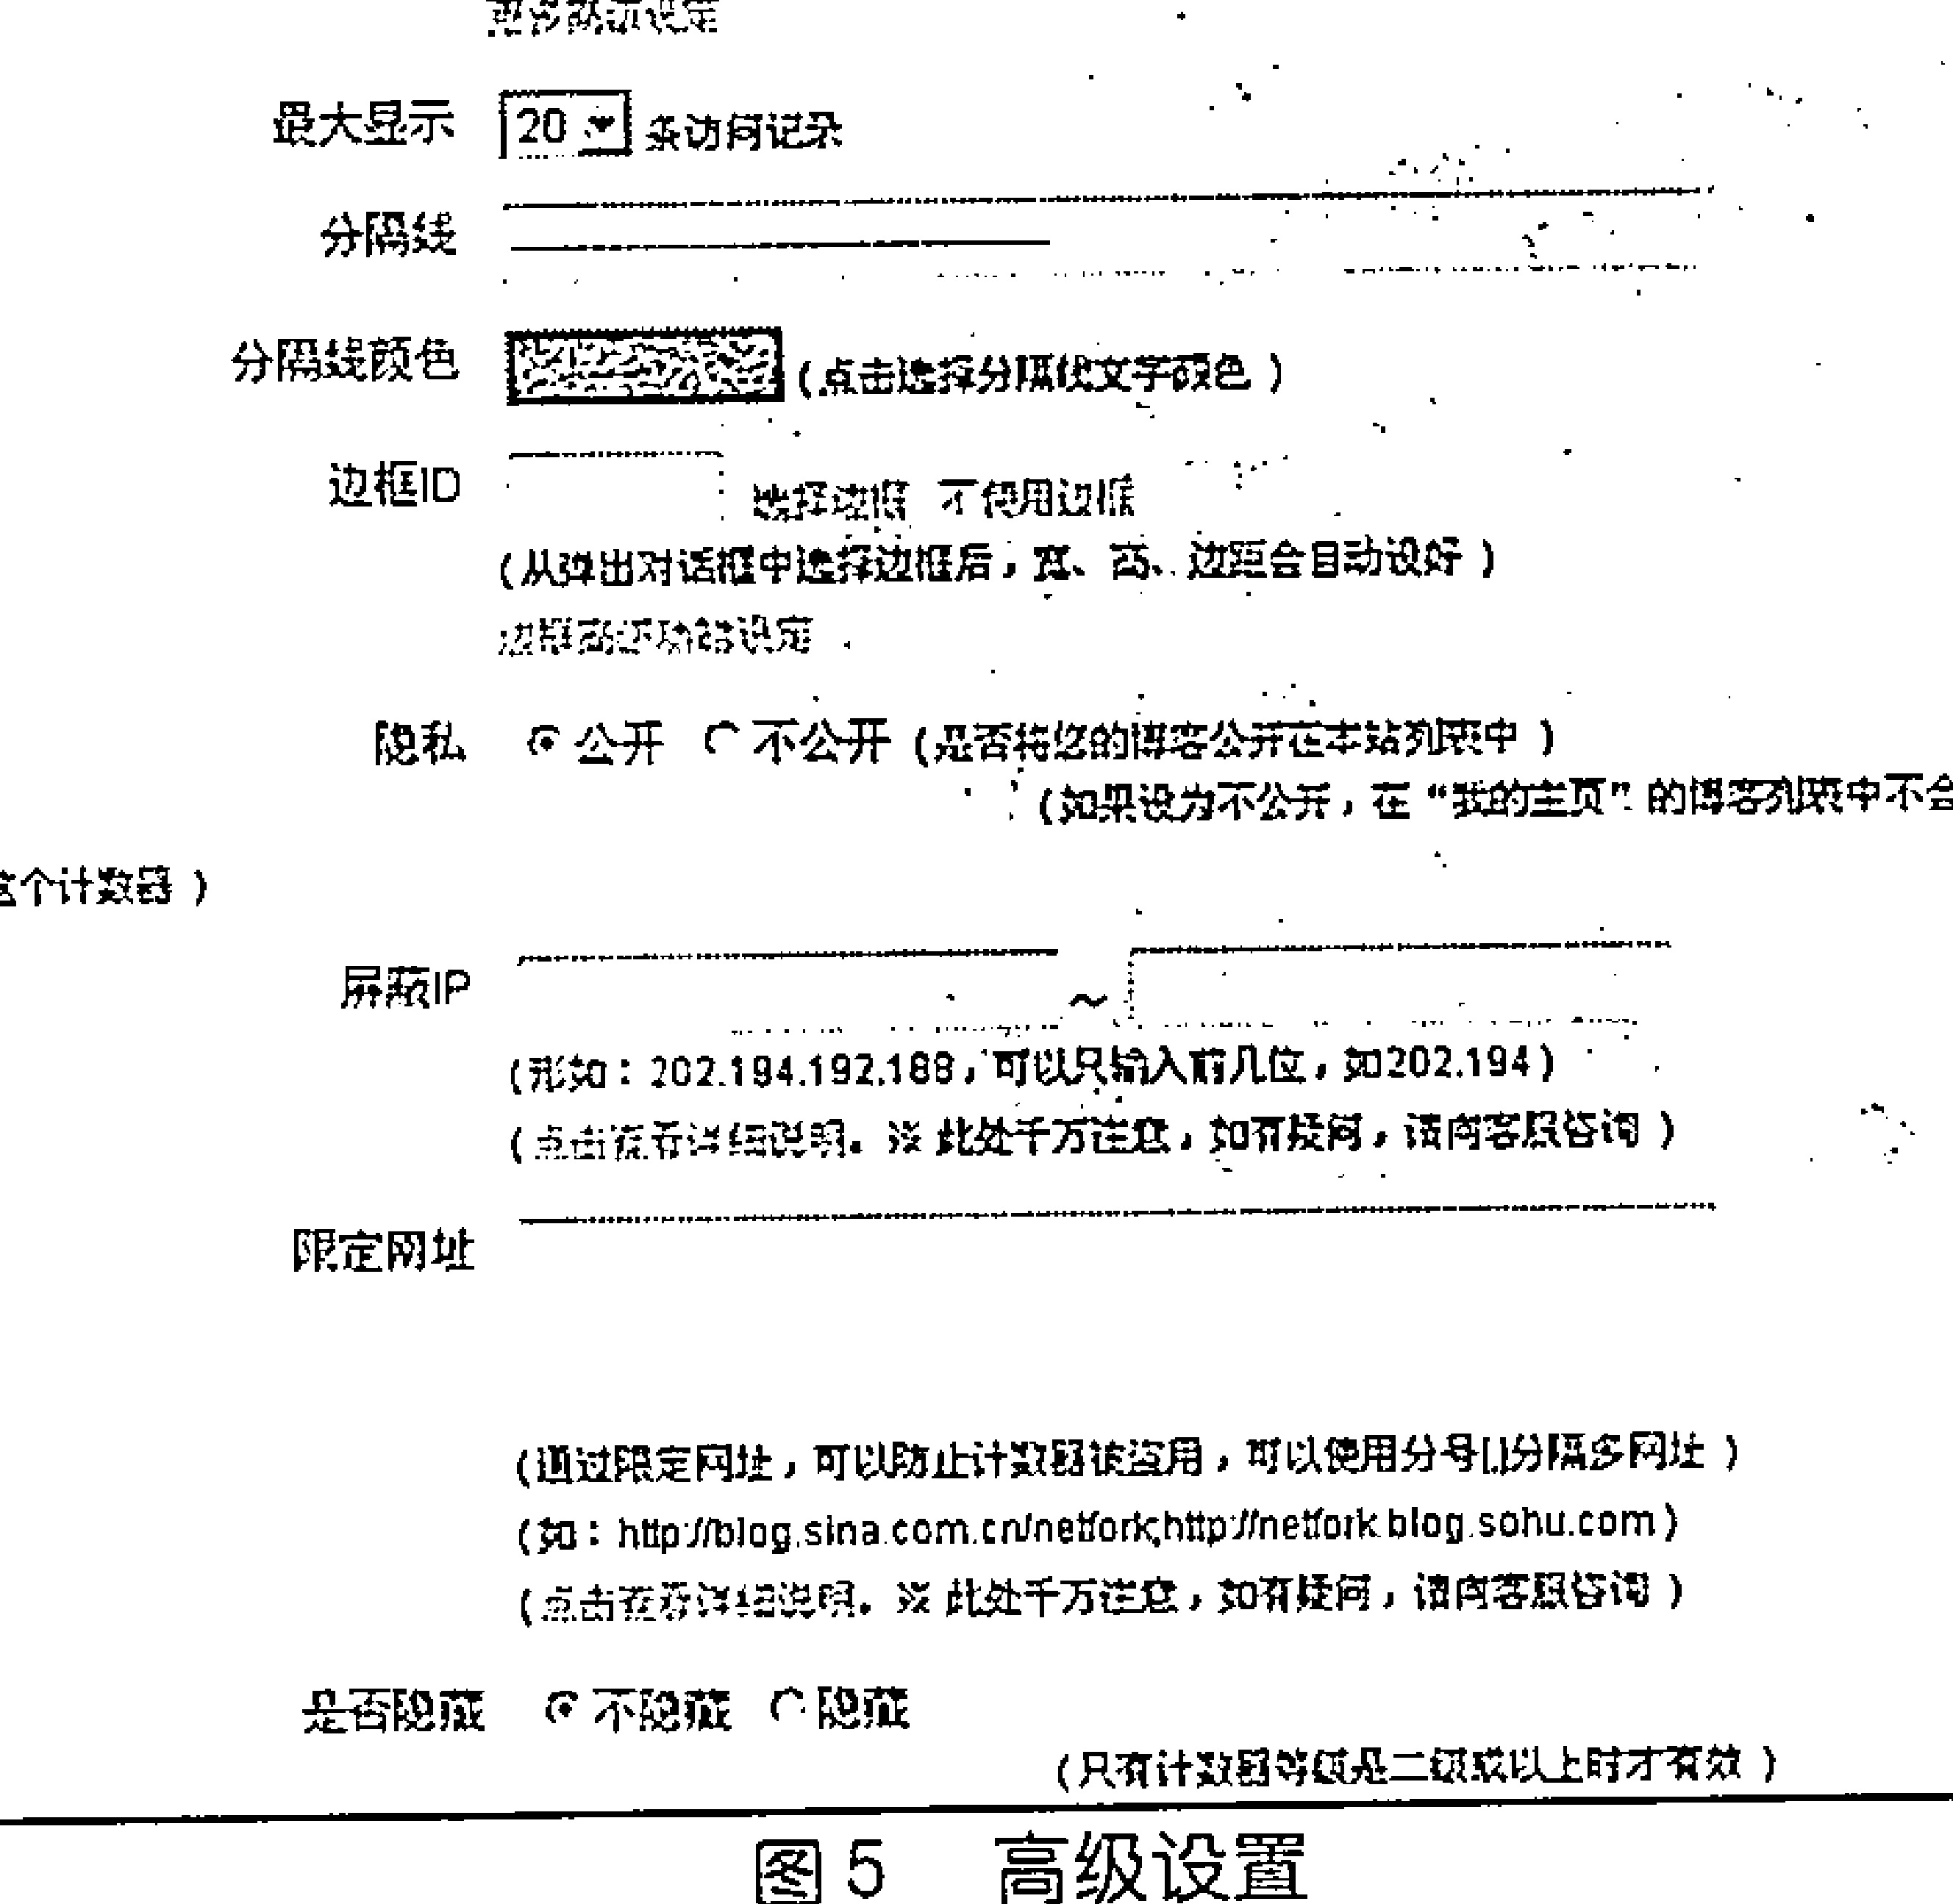 最大显示 20 条访问记录
分隔线
分隔线颜色 (点击选择分隔线文字颜色)
边框ID 选择边框 不使用边框
(从弹出对话框中选择边框后，宽、高、边距会自动设好)
隐私 公开 不公开 (是否将您的博客公开在本站列表中)
(如果设为不公开，在“我的主页”的博客列表中不会
这个计数器)
屏蔽IP ~
(形如：202.194.192.188，可以只输入前几位，如202.194)
(点击查看详细说明。※ 此处千万注意，如有疑问，请向客服咨询)
限定网址
(通过限定网址，可以防止计数器被盗用，可以使用分号[;]分隔多网址)
(如：http://blog.sina.com.cn/netfork;http://netfork.blog.sohu.com)
(点击查看详细说明。※ 此处千万注意，如有疑问，请向客服咨询)
是否隐藏 不隐藏 隐藏
(只有计数器等级是二级或以上时才有效)
图5 高级设置